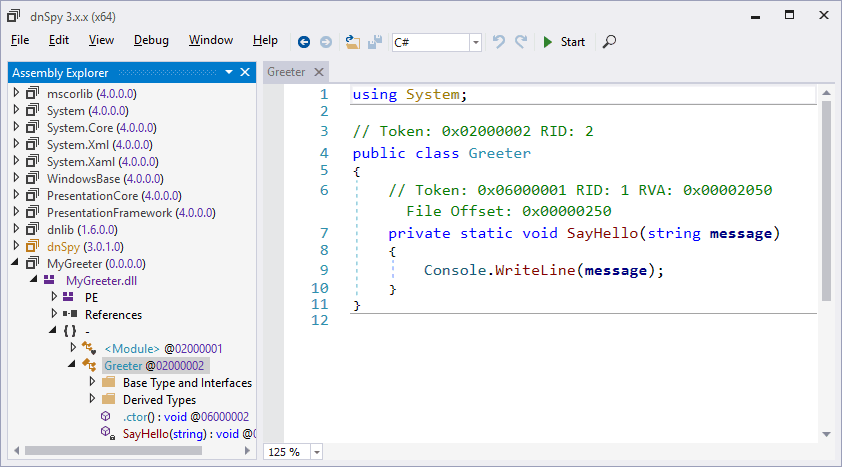 dnSpy 3.x.x (x64)
File Edit View Debug Window Help C# Start
Assembly Explorer
mscorlib (4.0.0.0)
System (4.0.0.0)
System.Core (4.0.0.0)
System.Xml (4.0.0.0)
System.Xaml (4.0.0.0)
WindowsBase (4.0.0.0)
PresentationCore (4.0.0.0)
PresentationFramework (4.0.0.0)
dnlib (1.6.0.0)
dnSpy (3.0.1.0)
MyGreeter (0.0.0.0)
MyGreeter.dll
PE
References
{ } -
<Module> @02000001
Greeter @02000002
Base Type and Interfaces
Derived Types
.ctor() : void @06000002
SayHello(string) : void @0
Greeter
1 using System;
2
3 // Token: 0x02000002 RID: 2
4 public class Greeter
5 {
6 // Token: 0x06000001 RID: 1 RVA: 0x00002050
File Offset: 0x00000250
7 private static void SayHello(string message)
8 {
9 Console.WriteLine(message);
10 }
11 }
12
125 %